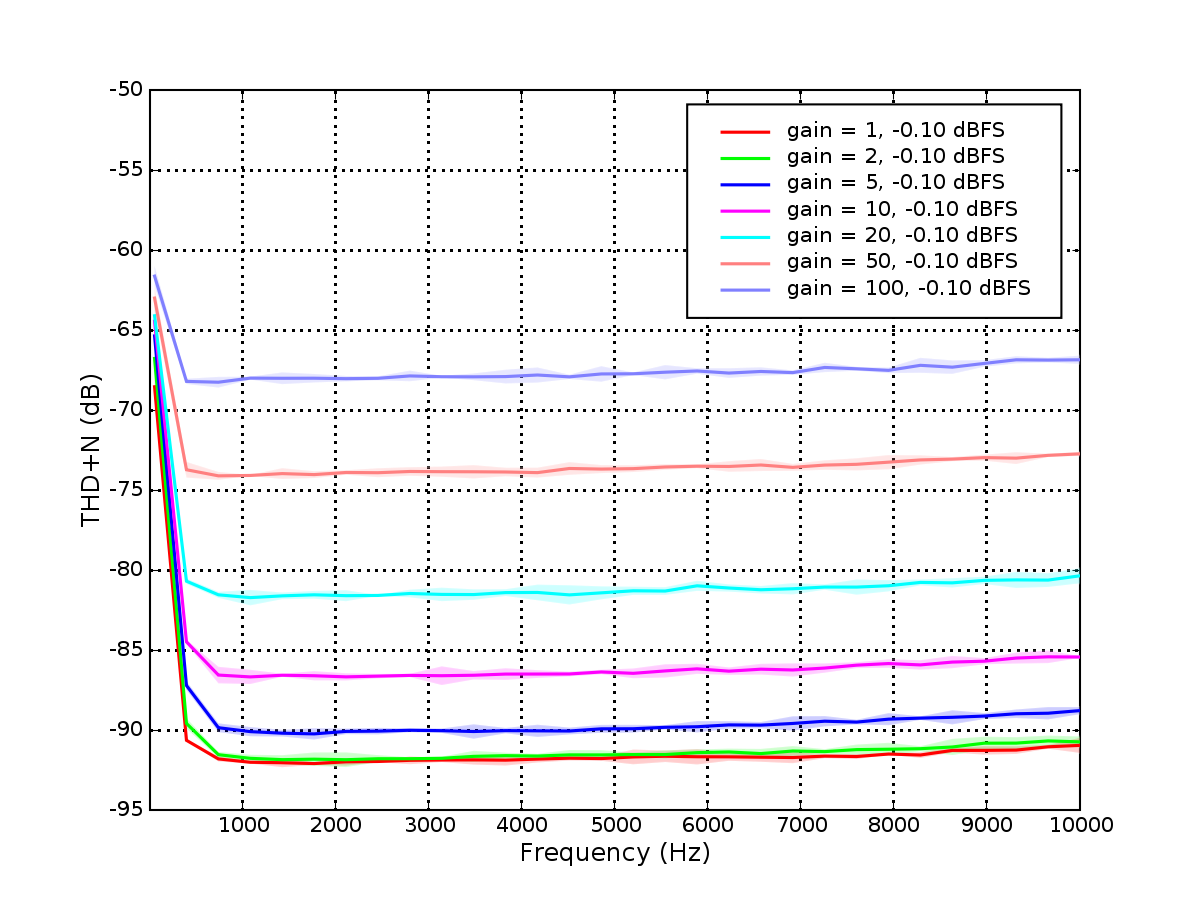 -50
-55
-60
-65
-70
-75
-80
-85
-90
-95
THD+N (dB)
gain = 1, -0.10 dBFS
gain = 2, -0.10 dBFS
gain = 5, -0.10 dBFS
gain = 10, -0.10 dBFS
gain = 20, -0.10 dBFS
gain = 50, -0.10 dBFS
gain = 100, -0.10 dBFS
1000 2000 3000 4000 5000 6000 7000 8000 9000 10000
Frequency (Hz)